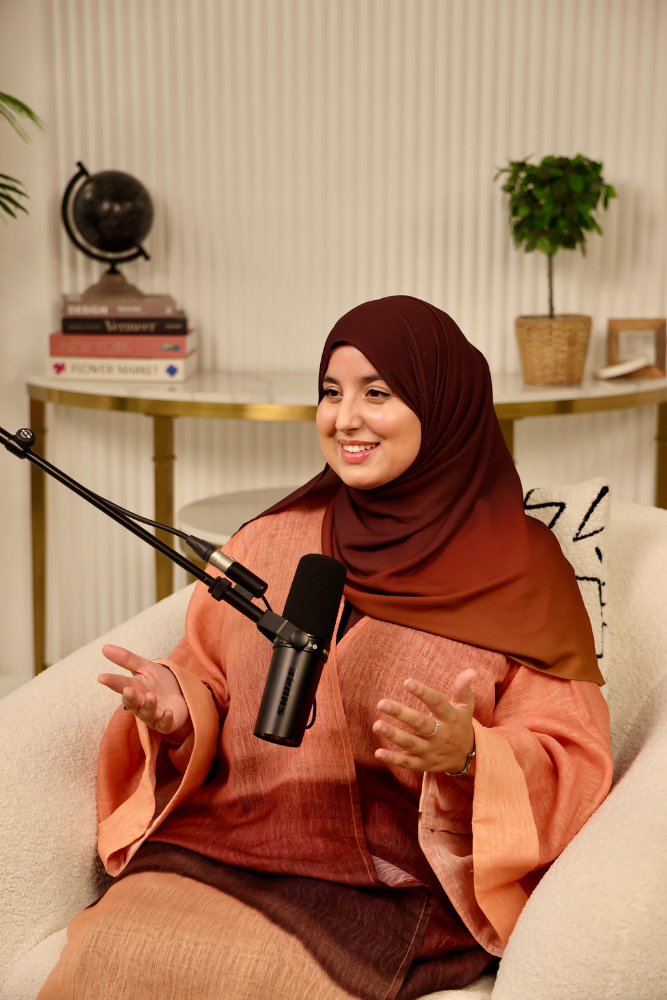 DESIGN
Vermeer
NEW YORK
FLOWER MARKET
K&M
SHURE